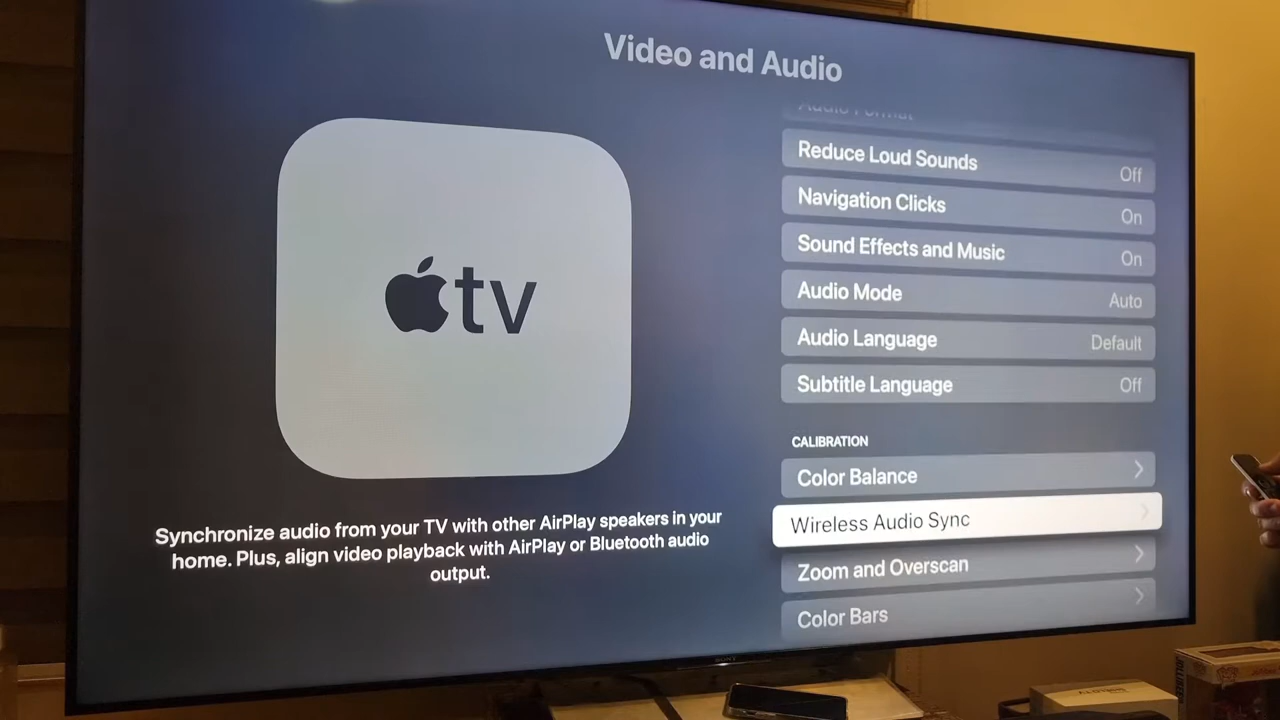 Video and Audio
Audio Format
Reduce Loud Sounds Off
Navigation Clicks On
Sound Effects and Music On
Audio Mode Auto
Audio Language Default
Subtitle Language Off
CALIBRATION
Color Balance
Wireless Audio Sync
Zoom and Overscan
Color Bars
tv
Synchronize audio from your TV with other AirPlay speakers in your
home. Plus, align video playback with AirPlay or Bluetooth audio
output.
SONY